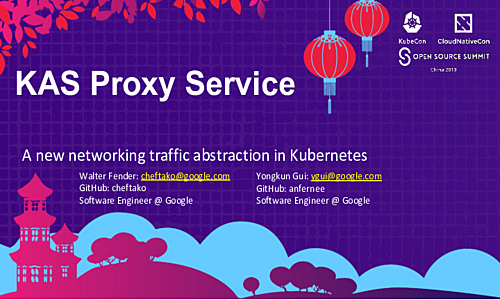 KubeCon
CloudNativeCon
OPEN SOURCE SUMMIT
China 2019
KAS Proxy Service
A new networking traffic abstraction in Kubernetes
Walter Fender: cheftako@google.com
GitHub: cheftako
Software Engineer @ Google
Yongkun Gui: ygui@google.com
GitHub: anfernee
Software Engineer @ Google